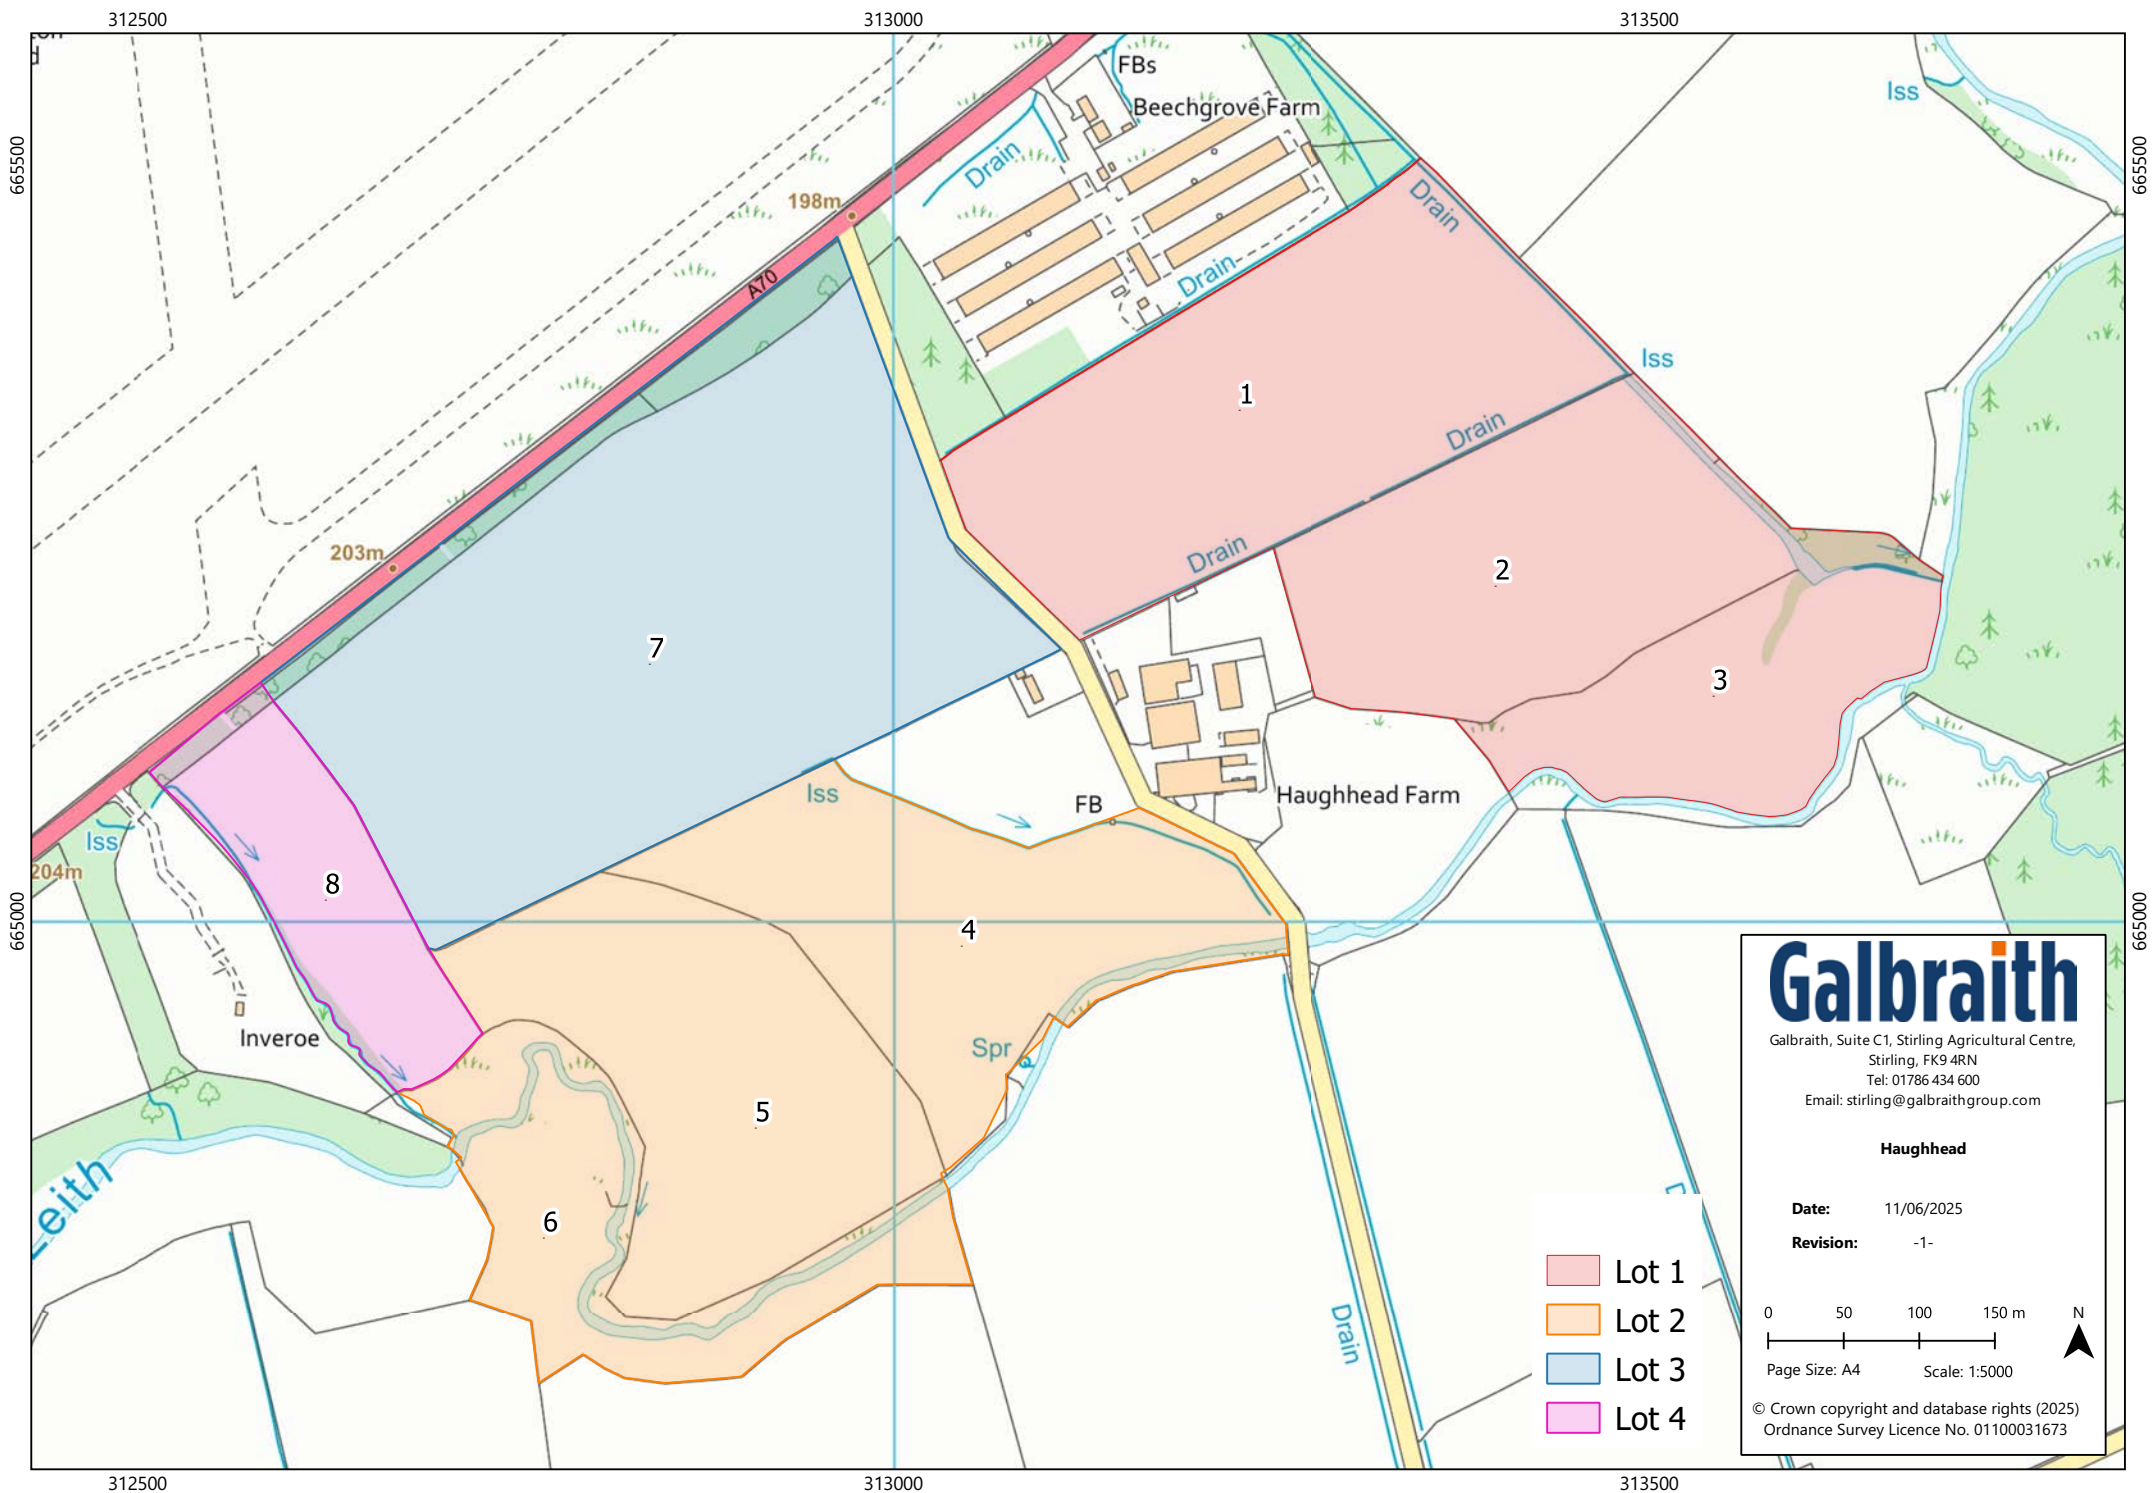 312500
313000
313500
665500
665500
FBs
Beechgrove Farm
Iss
Drain
198m
Drain
A70
Drain
Iss
1
Drain
203m
Drain
2
7
3
Iss
FB
Haughhead Farm
Iss
204m
8
4
665000
665000
Inveroe
Spr
5
6
Leith
Drain
Lot 1
Lot 2
Lot 3
Lot 4
Galbraith
Galbraith, Suite C1, Stirling Agricultural Centre,
Stirling, FK9 4RN
Tel: 01786 434 600
Email: stirling@galbraithgroup.com
Haughhead
Date: 11/06/2025
Revision: -1-
0 50 100 150 m N
Page Size: A4 Scale: 1:5000
© Crown copyright and database rights (2025)
Ordnance Survey Licence No. 01100031673
312500
313000
313500